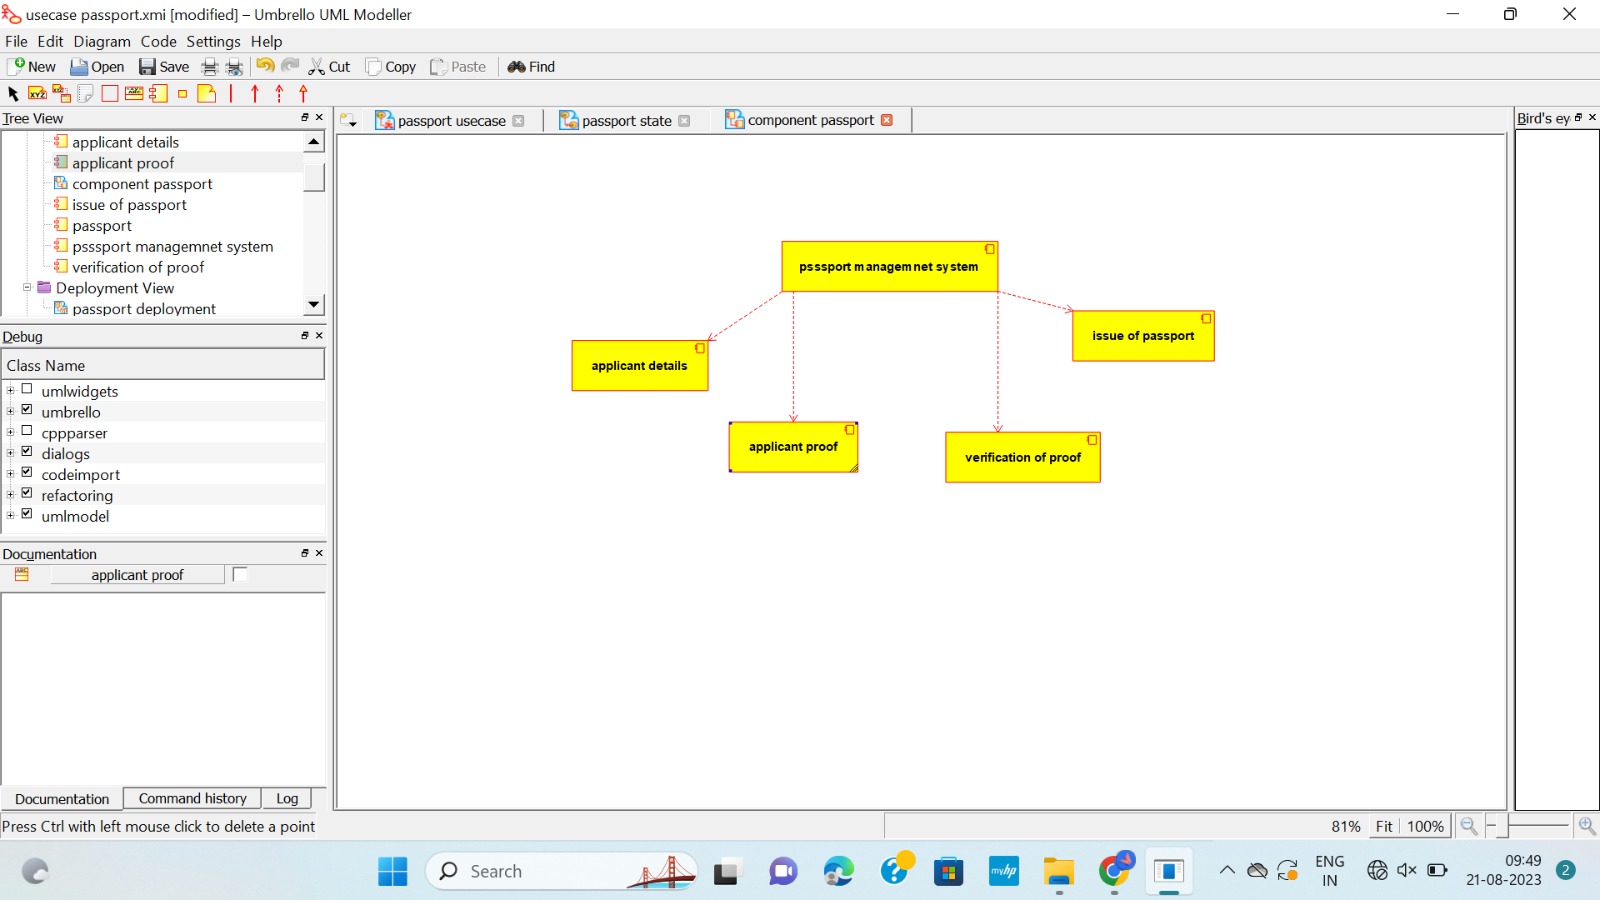 usecase passport.xmi [modified] – Umbrello UML Modeller
File Edit Diagram Code Settings Help
New Open Save Cut Copy Paste Find
XYZ
Tree View
passport usecase
passport state
component passport
Bird's ey
applicant details
applicant proof
component passport
issue of passport
passport
psssport managemnet system
verification of proof
Deployment View
passport deployment
psssport managemnet system
issue of passport
applicant details
applicant proof
verification of proof
Debug
Class Name
umlwidgets
umbrello
cppparser
dialogs
codeimport
refactoring
umlmodel
Documentation
applicant proof
Documentation Command history Log
Press Ctrl with left mouse click to delete a point
81% Fit 100%
Search
myhp
ENG
IN
09:49
21-08-2023
2